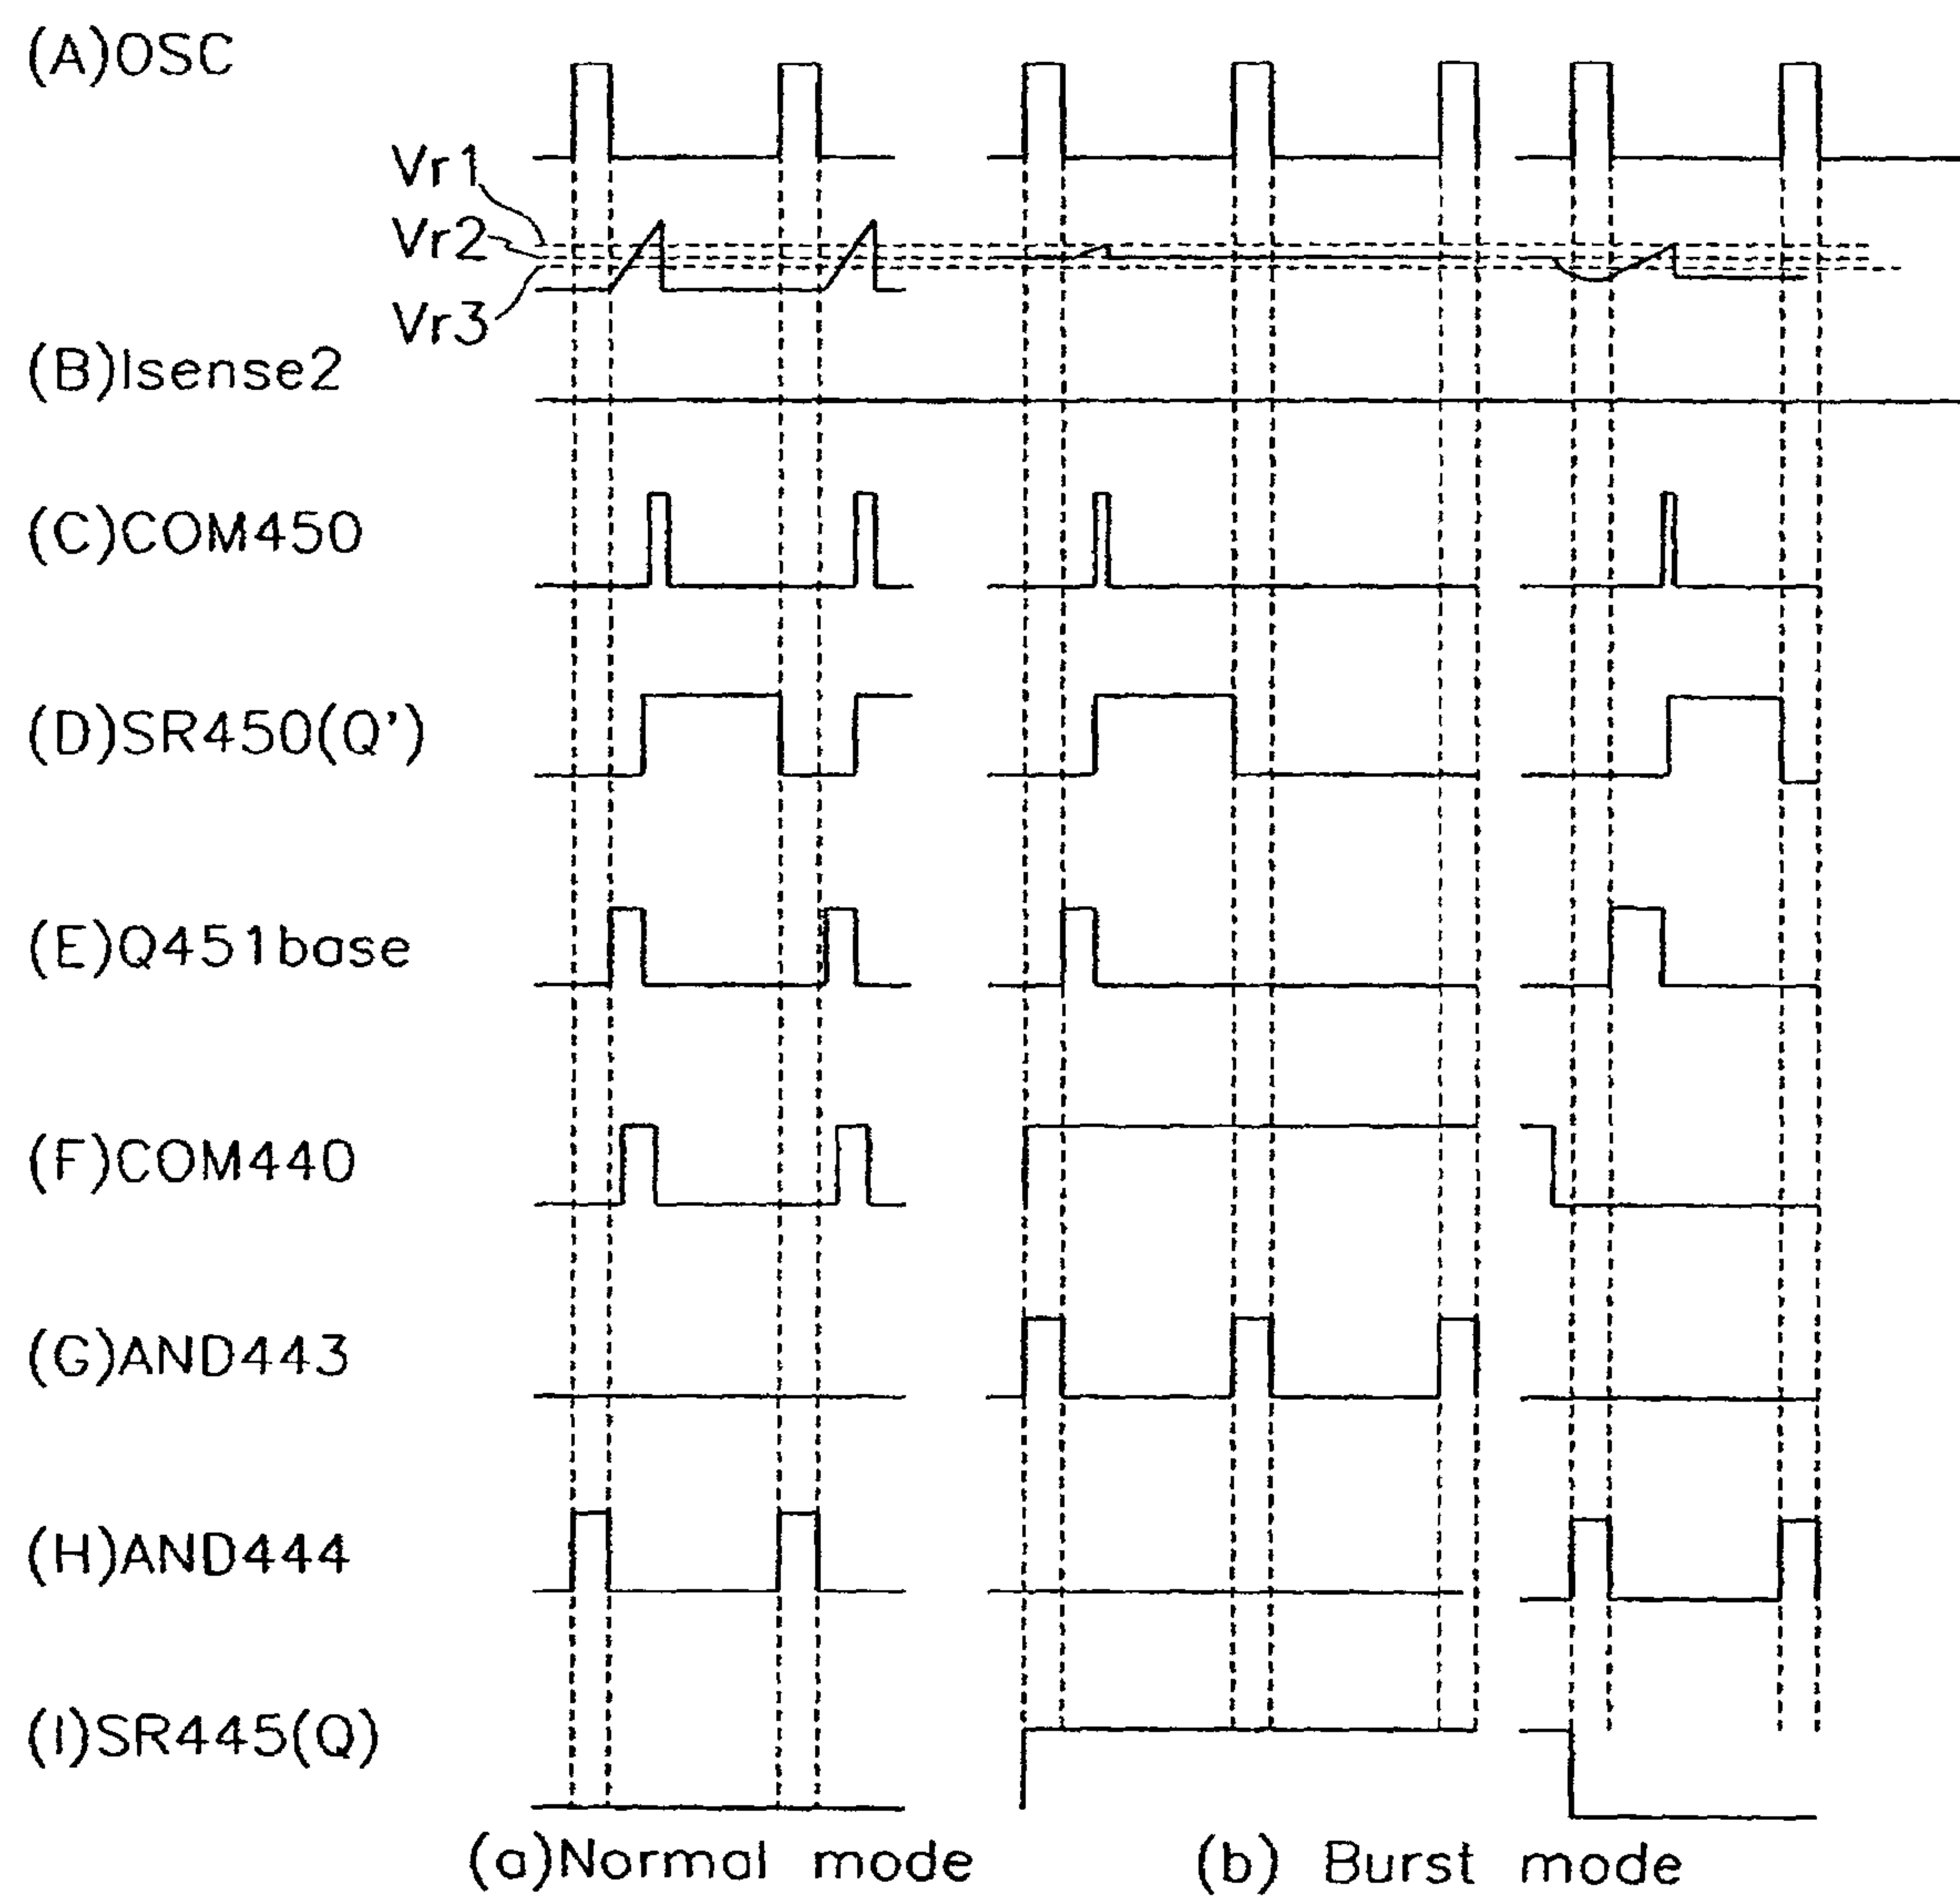 (A)OSC
Vr1
Vr2
Vr3
(B)Isense2
(C)COM450
(D)SR450(Q')
(E)Q451base
(F)COM440
(G)AND443
(H)AND444
(I)SR445(Q)
(a)Normal mode
(b) Burst mode